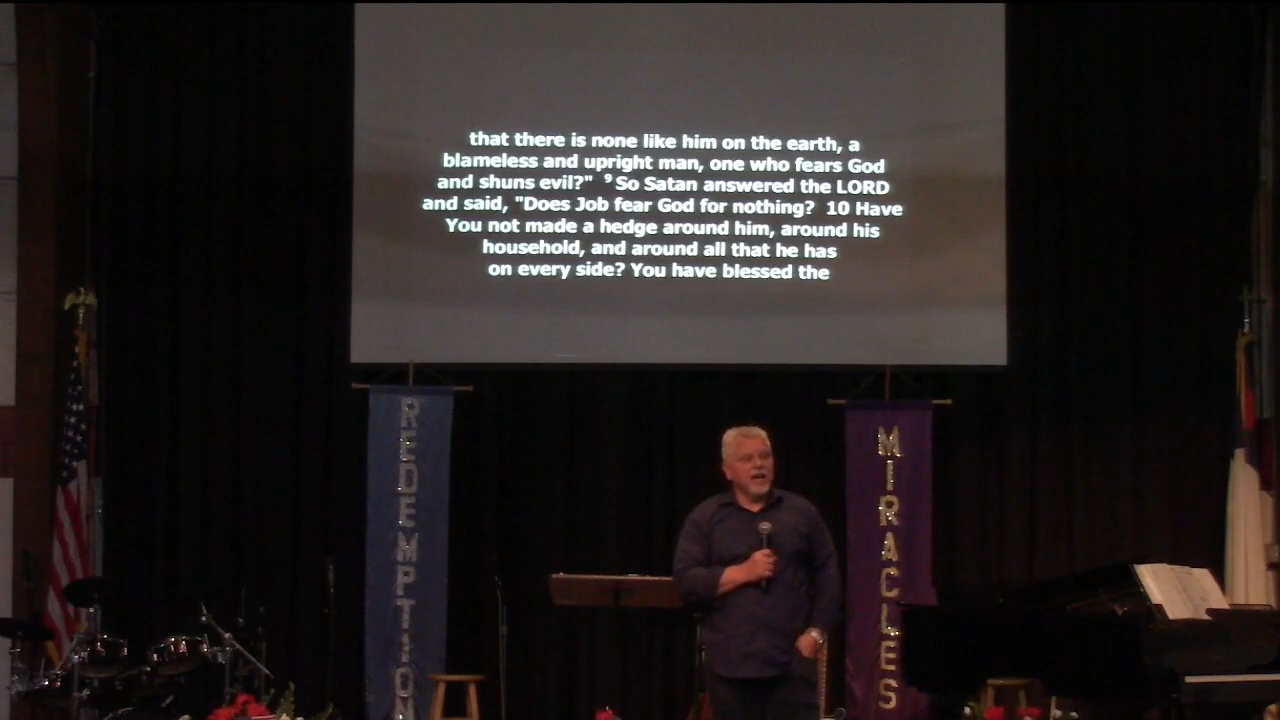 that there is none like him on the earth, a
blameless and upright man, one who fears God
and shuns evil?" ⁹ So Satan answered the LORD
and said, "Does Job fear God for nothing? 10 Have
You not made a hedge around him, around his
household, and around all that he has
on every side? You have blessed the
REDEMPTION
MIRACLES